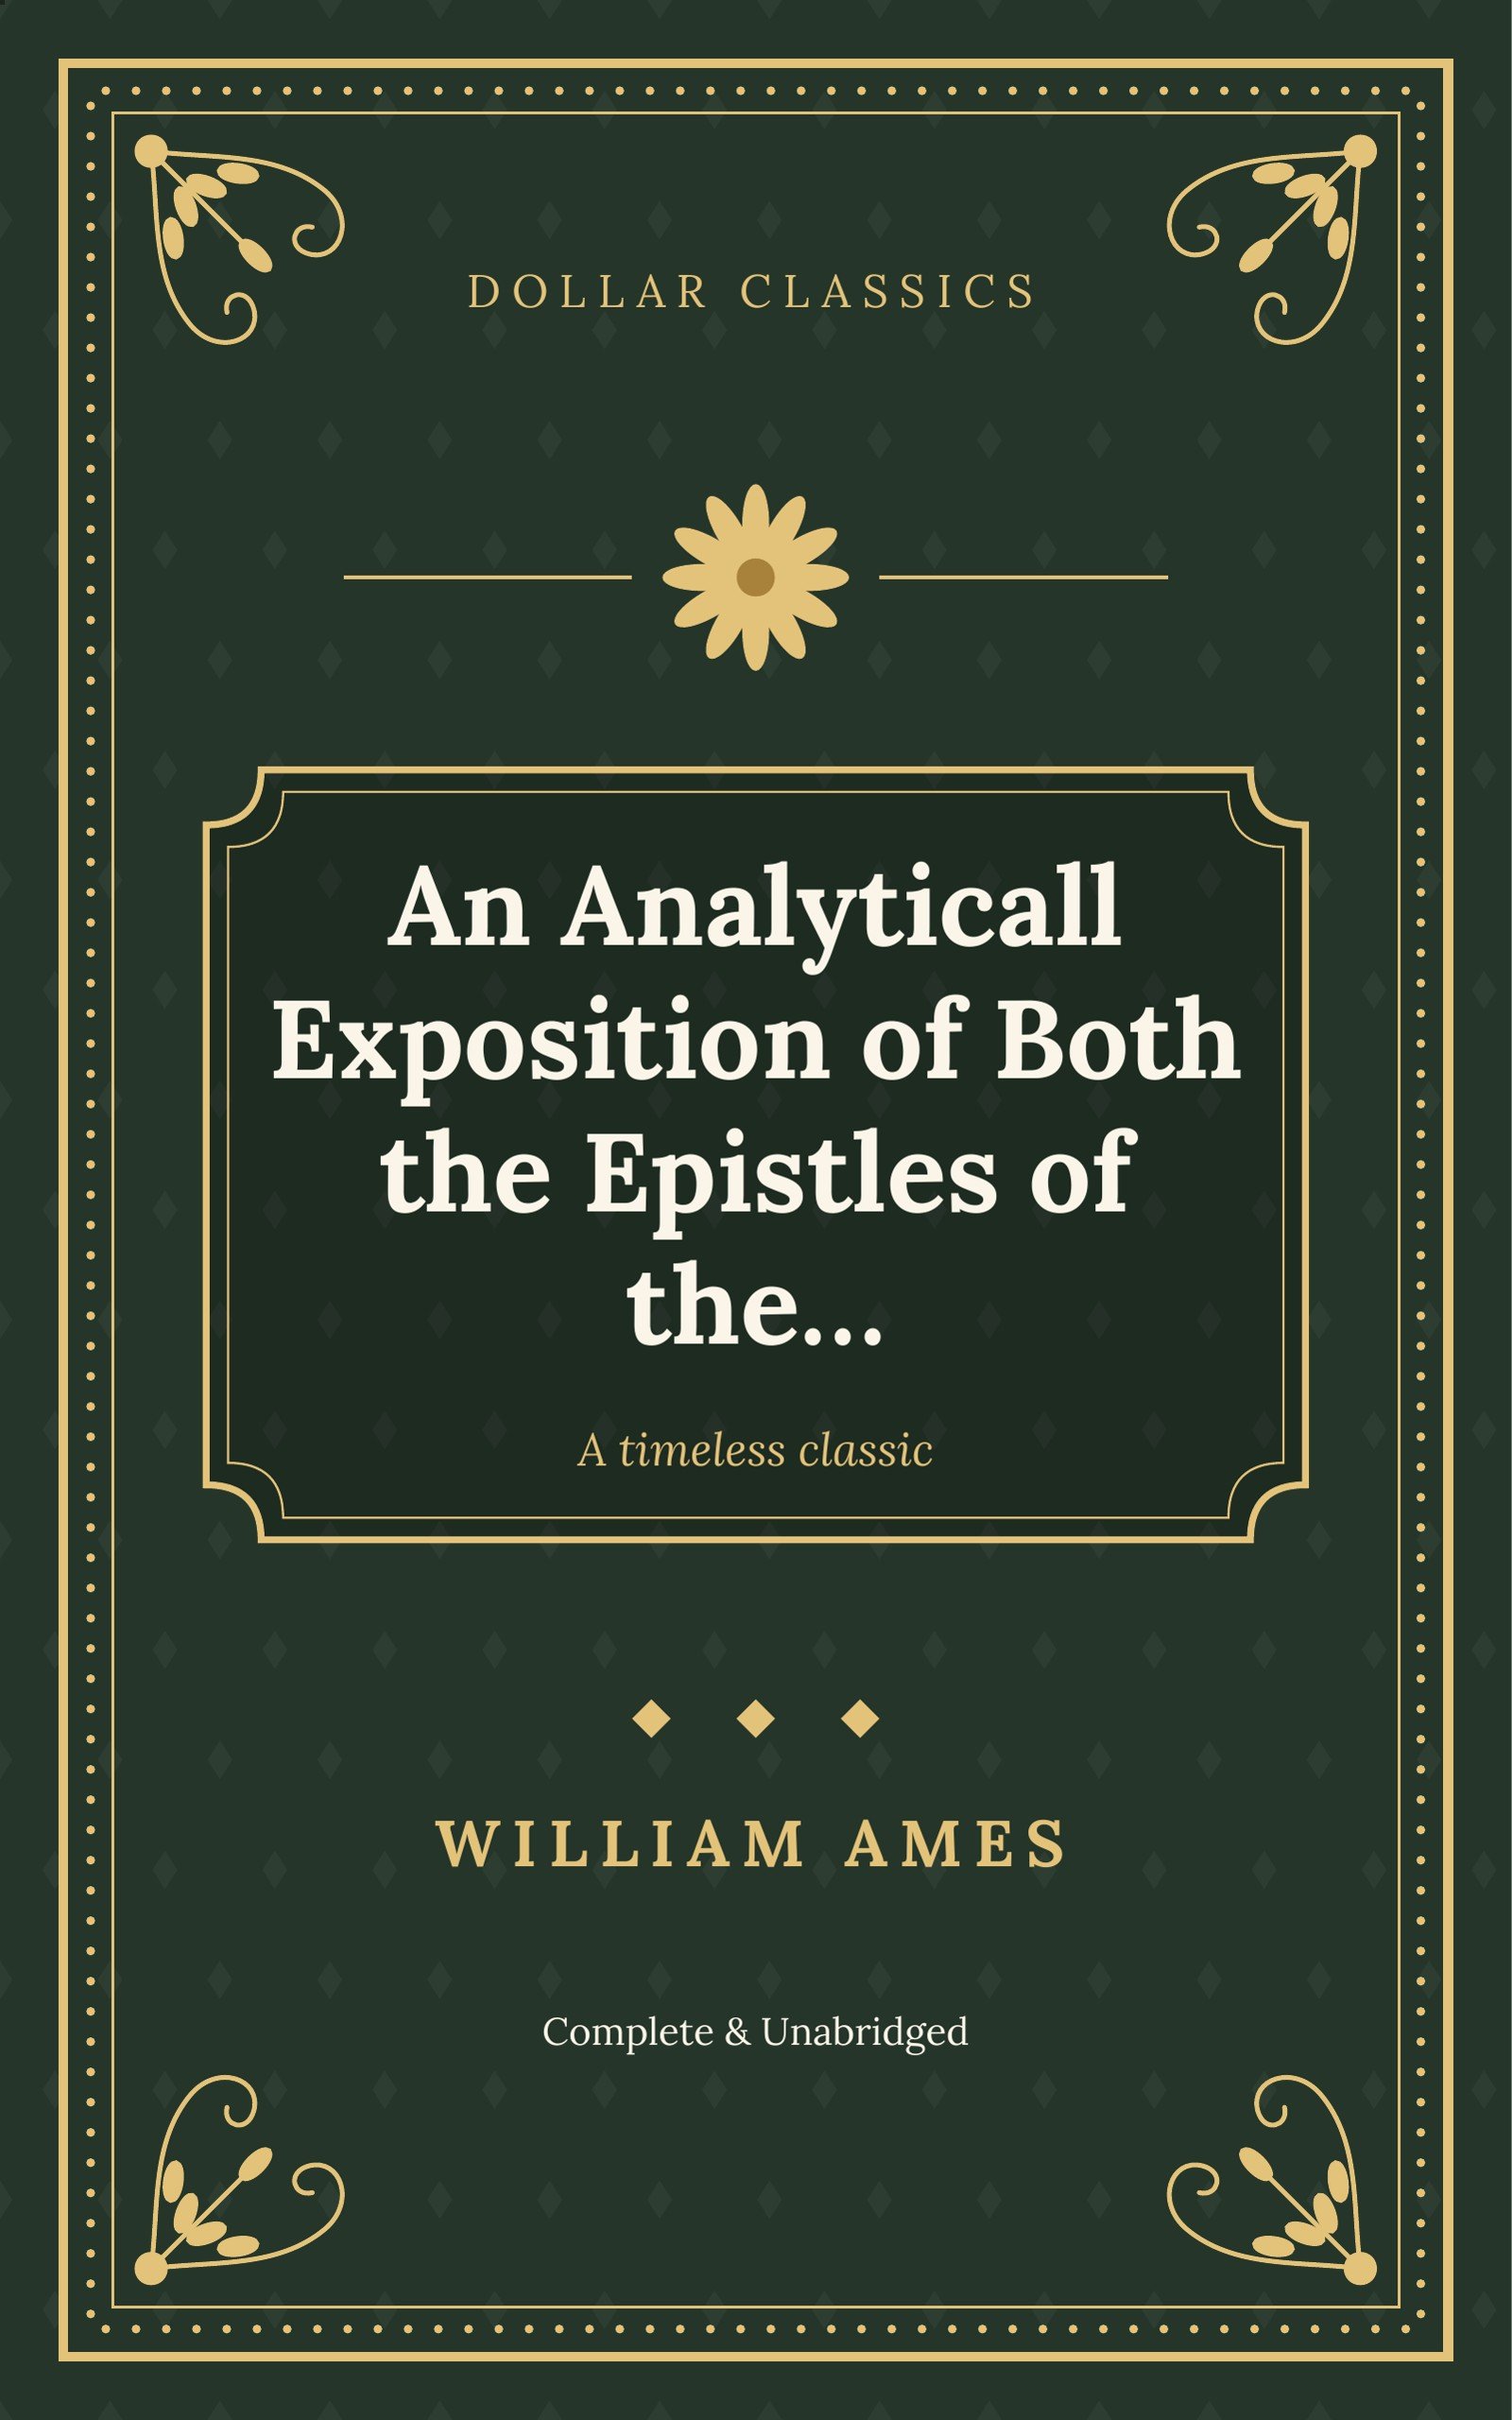 DOLLAR CLASSICS
An Analyticall
Exposition of Both
the Epistles of
the...
A timeless classic
WILLIAM AMES
Complete & Unabridged